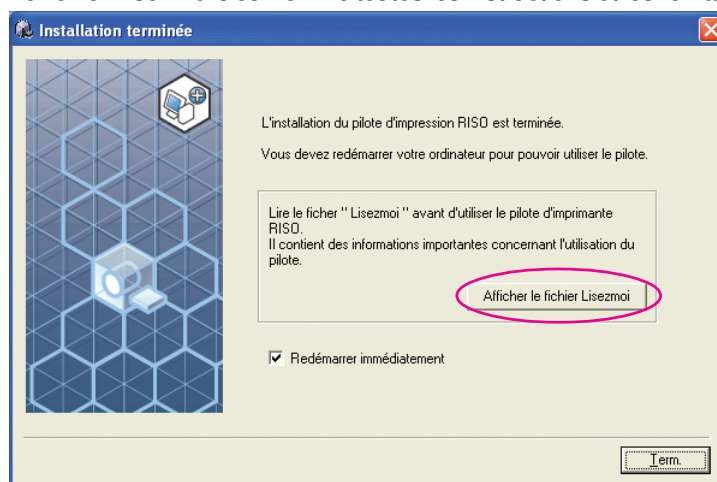 Installation terminée
L'installation du pilote d'impression RISO est terminée.
Vous devez redémarrer votre ordinateur pour pouvoir utiliser le pilote.
Lire le ficher " Lisezmoi " avant d'utiliser le pilote d'imprimante
RISO.
Il contient des informations importantes concernant l'utilisation du
pilote.
Afficher le fichier Lisezmoi
Redémarrer immédiatement
Term.